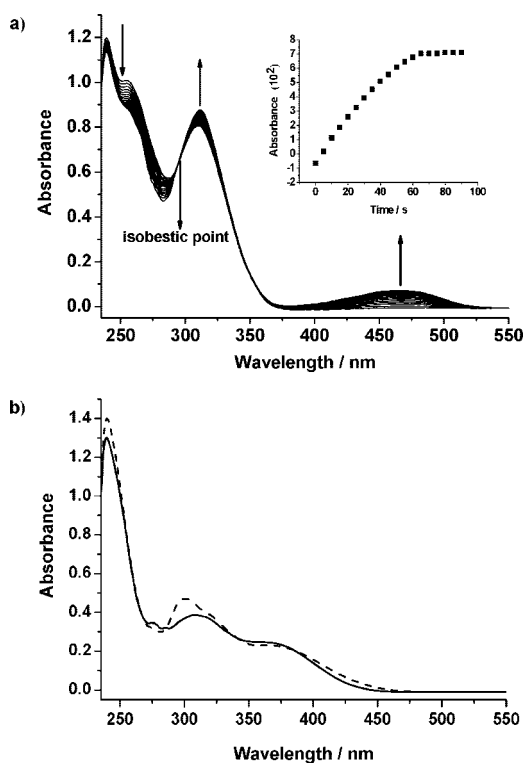 a)
1.2
1.0
0.8
0.6
0.4
0.2
0.0
Absorbance
isobestic point
250 300 350 400 450 500 550
Wavelength / nm
8
7
6
5
4
3
2
1
0
-1
-2
Absorbance (10²)
0 20 40 60 80 100
Time / s
b)
1.4
1.2
1.0
0.8
0.6
0.4
0.2
0.0
Absorbance
250 300 350 400 450 500 550
Wavelength / nm